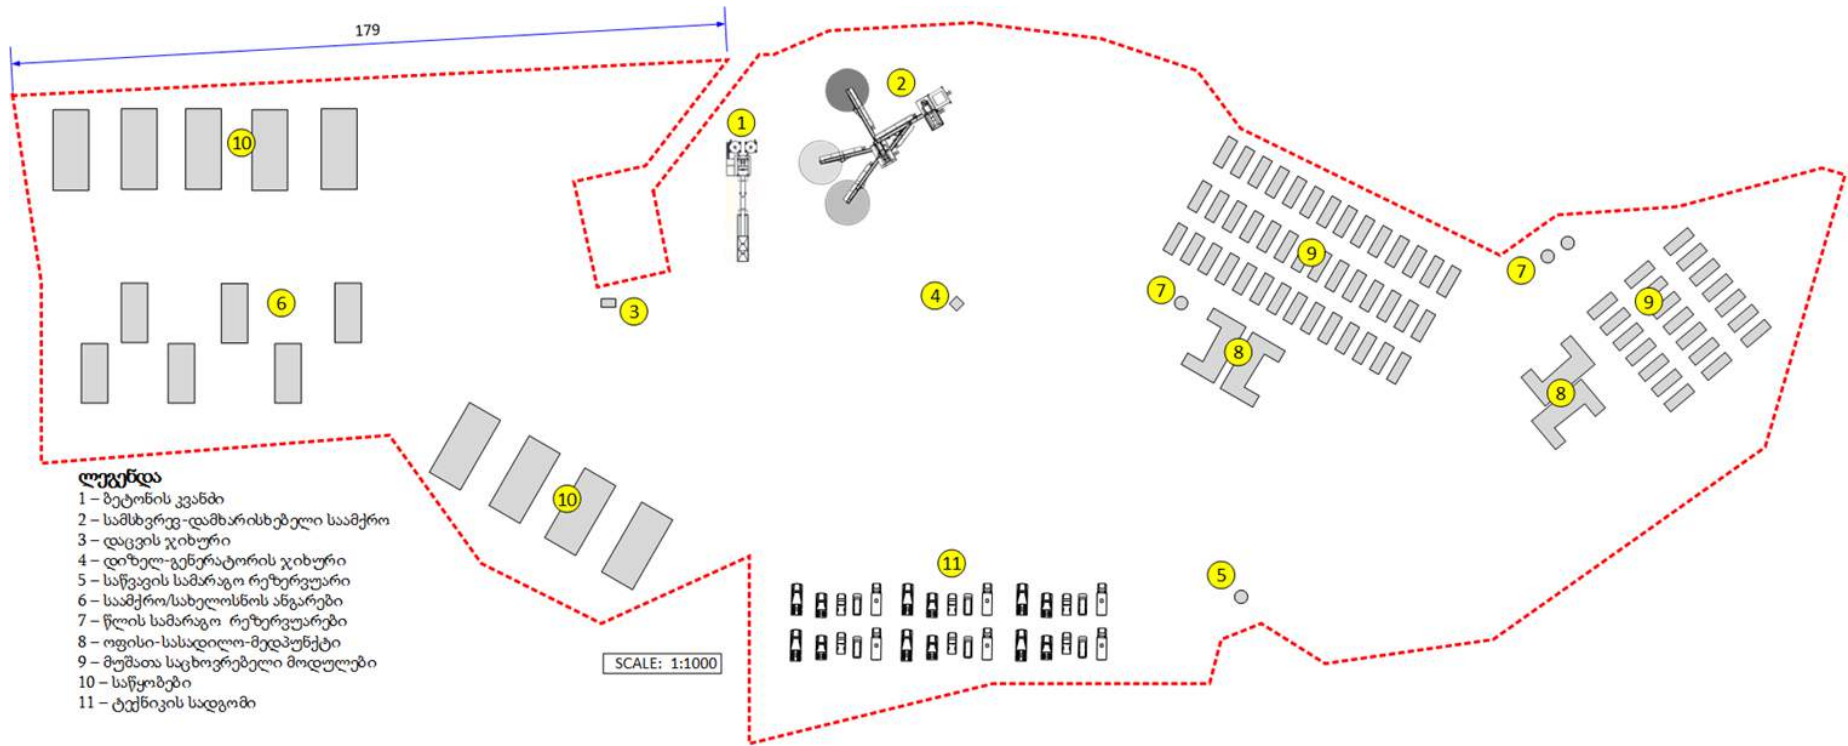 179
2
1
10
9
7
6
4
7
9
3
8
8
ლეგენდა
1 – ბეტონის კვანძი
2 – სამსხვრევ-დამხარისხებელი საამქრო
3 – დაცვის ჯიხური
4 – დიზელ-გენერატორის ჯიხური
5 – საწვავის სამარაგო რეზერვუარი
6 – საამქრო/სახელოსნოს ანგარები
7 – წლის სამარაგო რეზერვუარები
8 – ოფისი-სასადილო-მედპუნქტი
9 – მუშათა საცხოვრებელი მოდულები
10 – საწყობები
11 – ტექნიკის სადგომი
10
11
5
SCALE: 1:1000